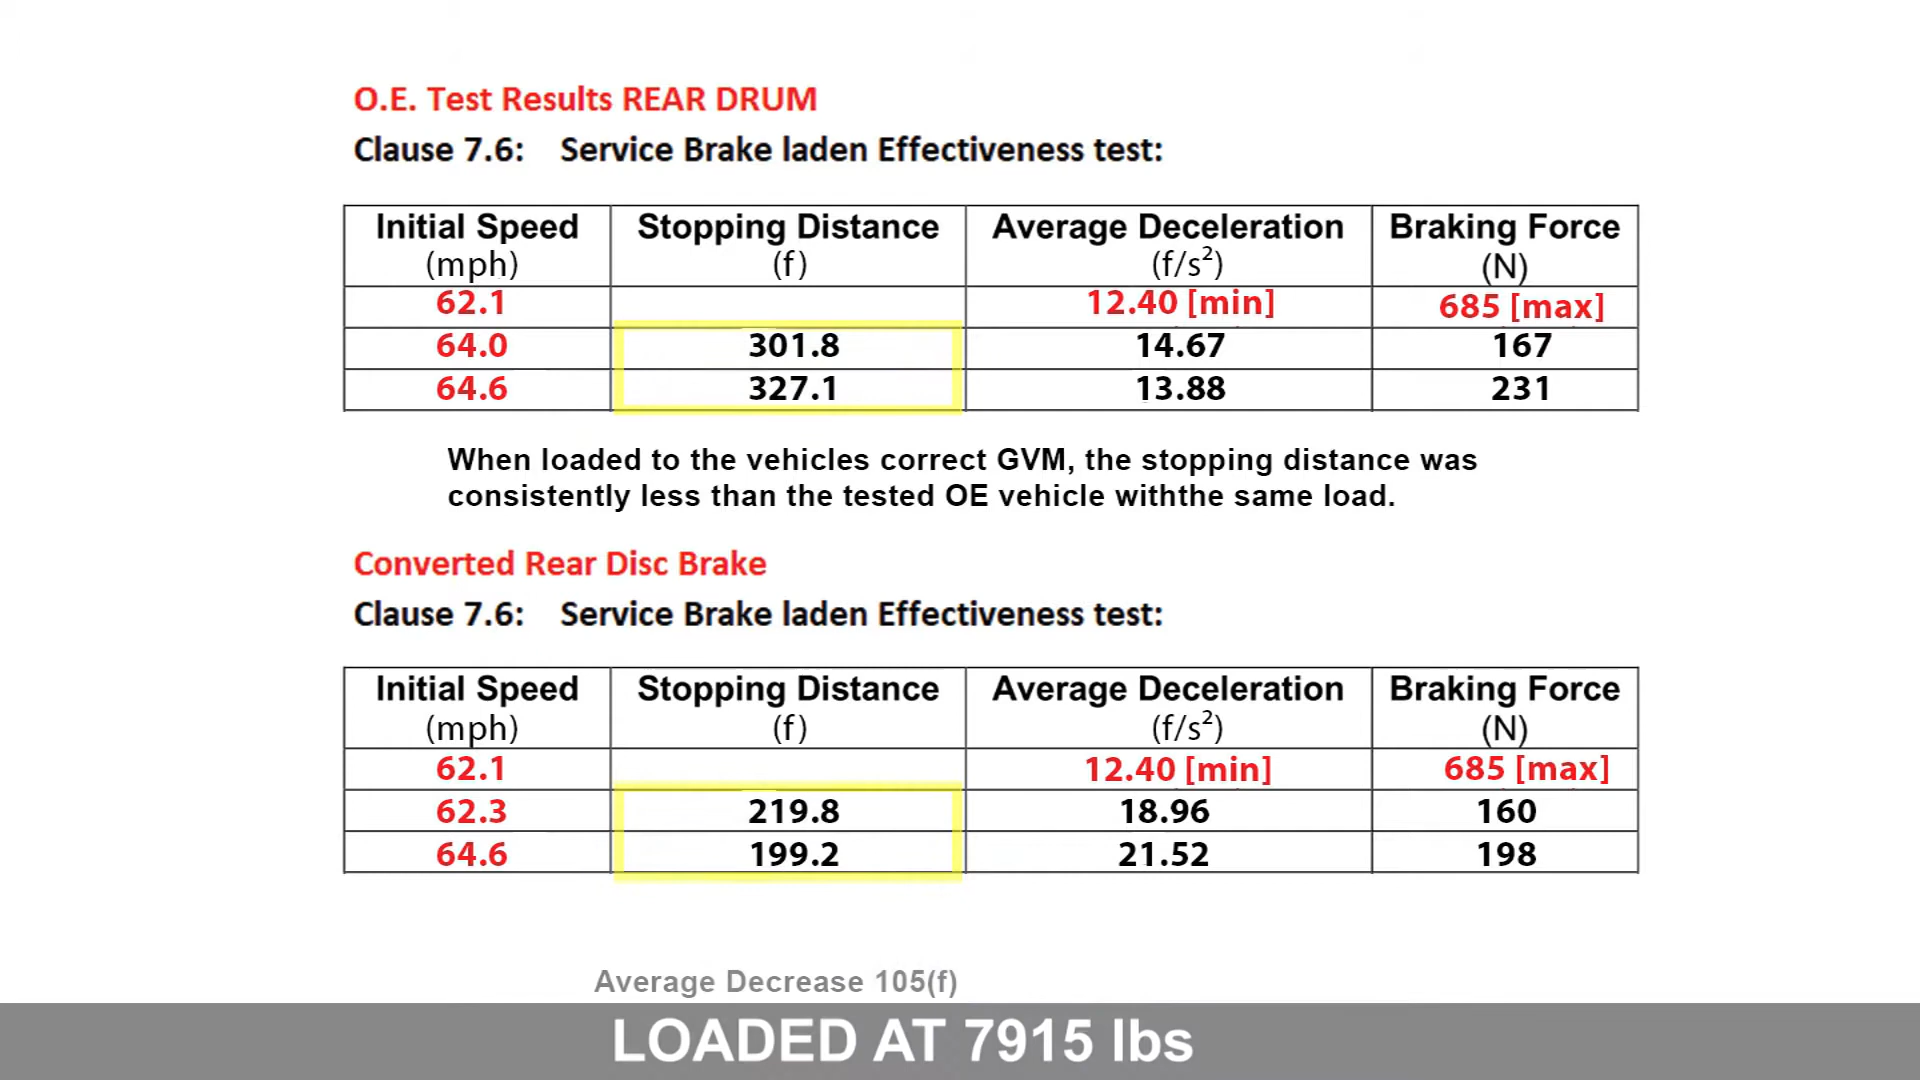 O.E. Test Results REAR DRUM
Clause 7.6: Service Brake laden Effectiveness test:
Initial Speed Stopping Distance Average Deceleration Braking Force
(mph) (f) (f/s²) (N)
62.1 12.40 [min] 685 [max]
64.0 301.8 14.67 167
64.6 327.1 13.88 231
When loaded to the vehicles correct GVM, the stopping distance was
consistently less than the tested OE vehicle withthe same load.
Converted Rear Disc Brake
Clause 7.6: Service Brake laden Effectiveness test:
Initial Speed Stopping Distance Average Deceleration Braking Force
(mph) (f) (f/s²) (N)
62.1 12.40 [min] 685 [max]
62.3 219.8 18.96 160
64.6 199.2 21.52 198
Average Decrease 105(f)
LOADED AT 7915 lbs